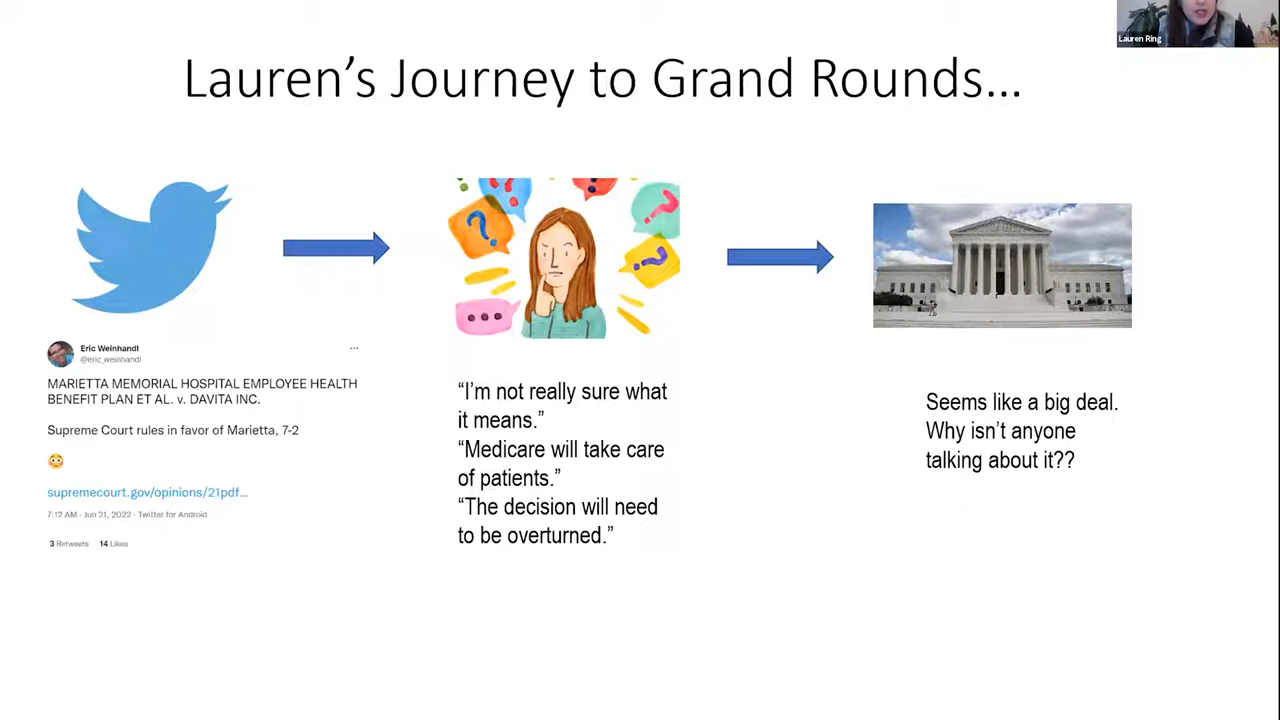 Lauren Ring
Lauren's Journey to Grand Rounds...
Eric Weinhandl
@eric_weinhandl
...
MARIETTA MEMORIAL HOSPITAL EMPLOYEE HEALTH
BENEFIT PLAN ET AL. v. DAVITA INC.
Supreme Court rules in favor of Marietta, 7-2
😳
supremecourt.gov/opinions/21pdf...
7:12 AM · Jun 21, 2022 · Twitter for Android
3 Retweets 14 Likes
“I'm not really sure what
it means.”
“Medicare will take care
of patients.”
“The decision will need
to be overturned.”
Seems like a big deal.
Why isn't anyone
talking about it??